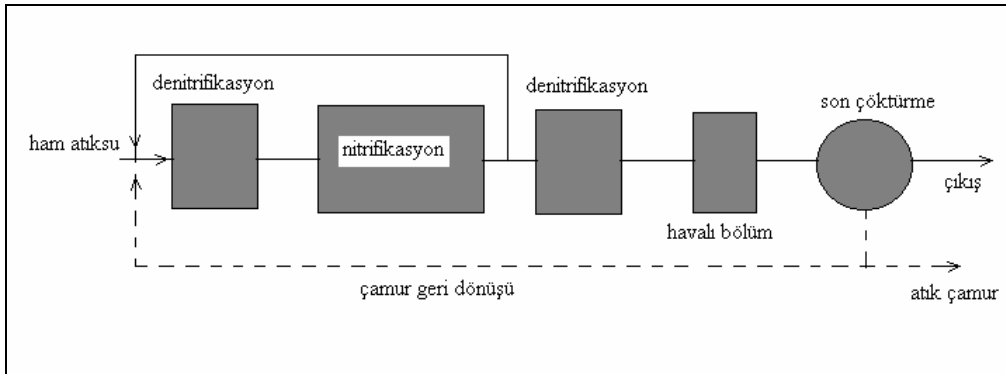 denitrifikasyon
denitrifikasyon
son çöktürme
ham atıksu
nitrifikasyon
çıkış
havalı bölüm
çamur geri dönüşü
atık çamur